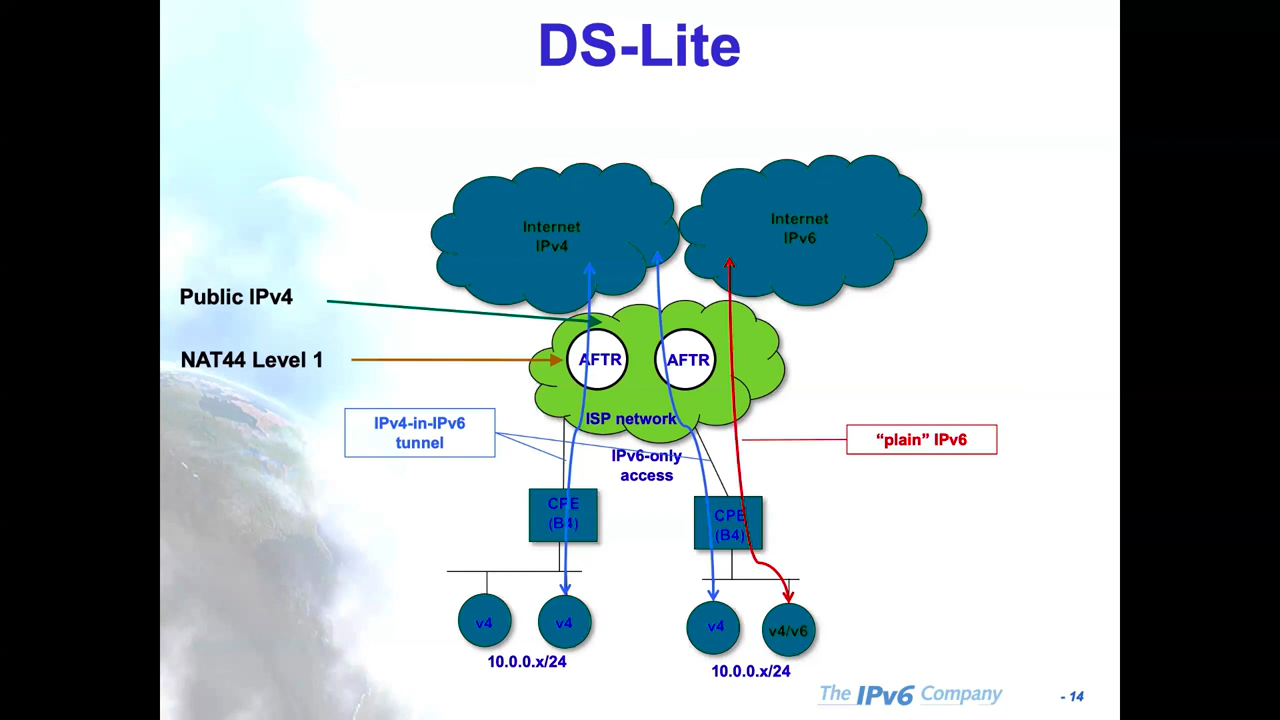 DS-Lite
Internet
IPv4
Internet
IPv6
Public IPv4
NAT44 Level 1
AFTR
AFTR
ISP network
IPv4-in-IPv6
tunnel
IPv6-only
access
“plain” IPv6
CPE
(B4)
CPE
(B4)
v4
v4
v4
v4/v6
10.0.0.x/24
10.0.0.x/24
The IPv6 Company
- 14